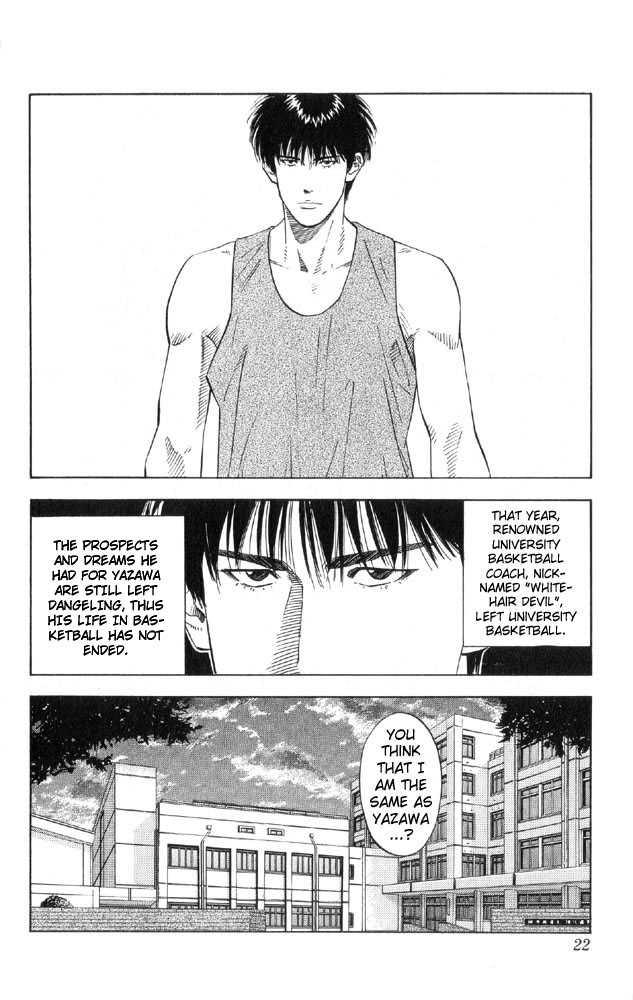 THAT YEAR,
RENOWNED
UNIVERSITY
BASKETBALL
COACH, NICK-
NAMED "WHITE-
HAIR DEVIL",
LEFT UNIVERSITY
BASKETBALL.
THE PROSPECTS
AND DREAMS HE
HAD FOR YAZAWA
ARE STILL LEFT
DANGELING, THUS
HIS LIFE IN BAS-
KETBALL HAS NOT
ENDED.
YOU
THINK
THAT I
AM THE
SAME AS
YAZAWA
...?
22